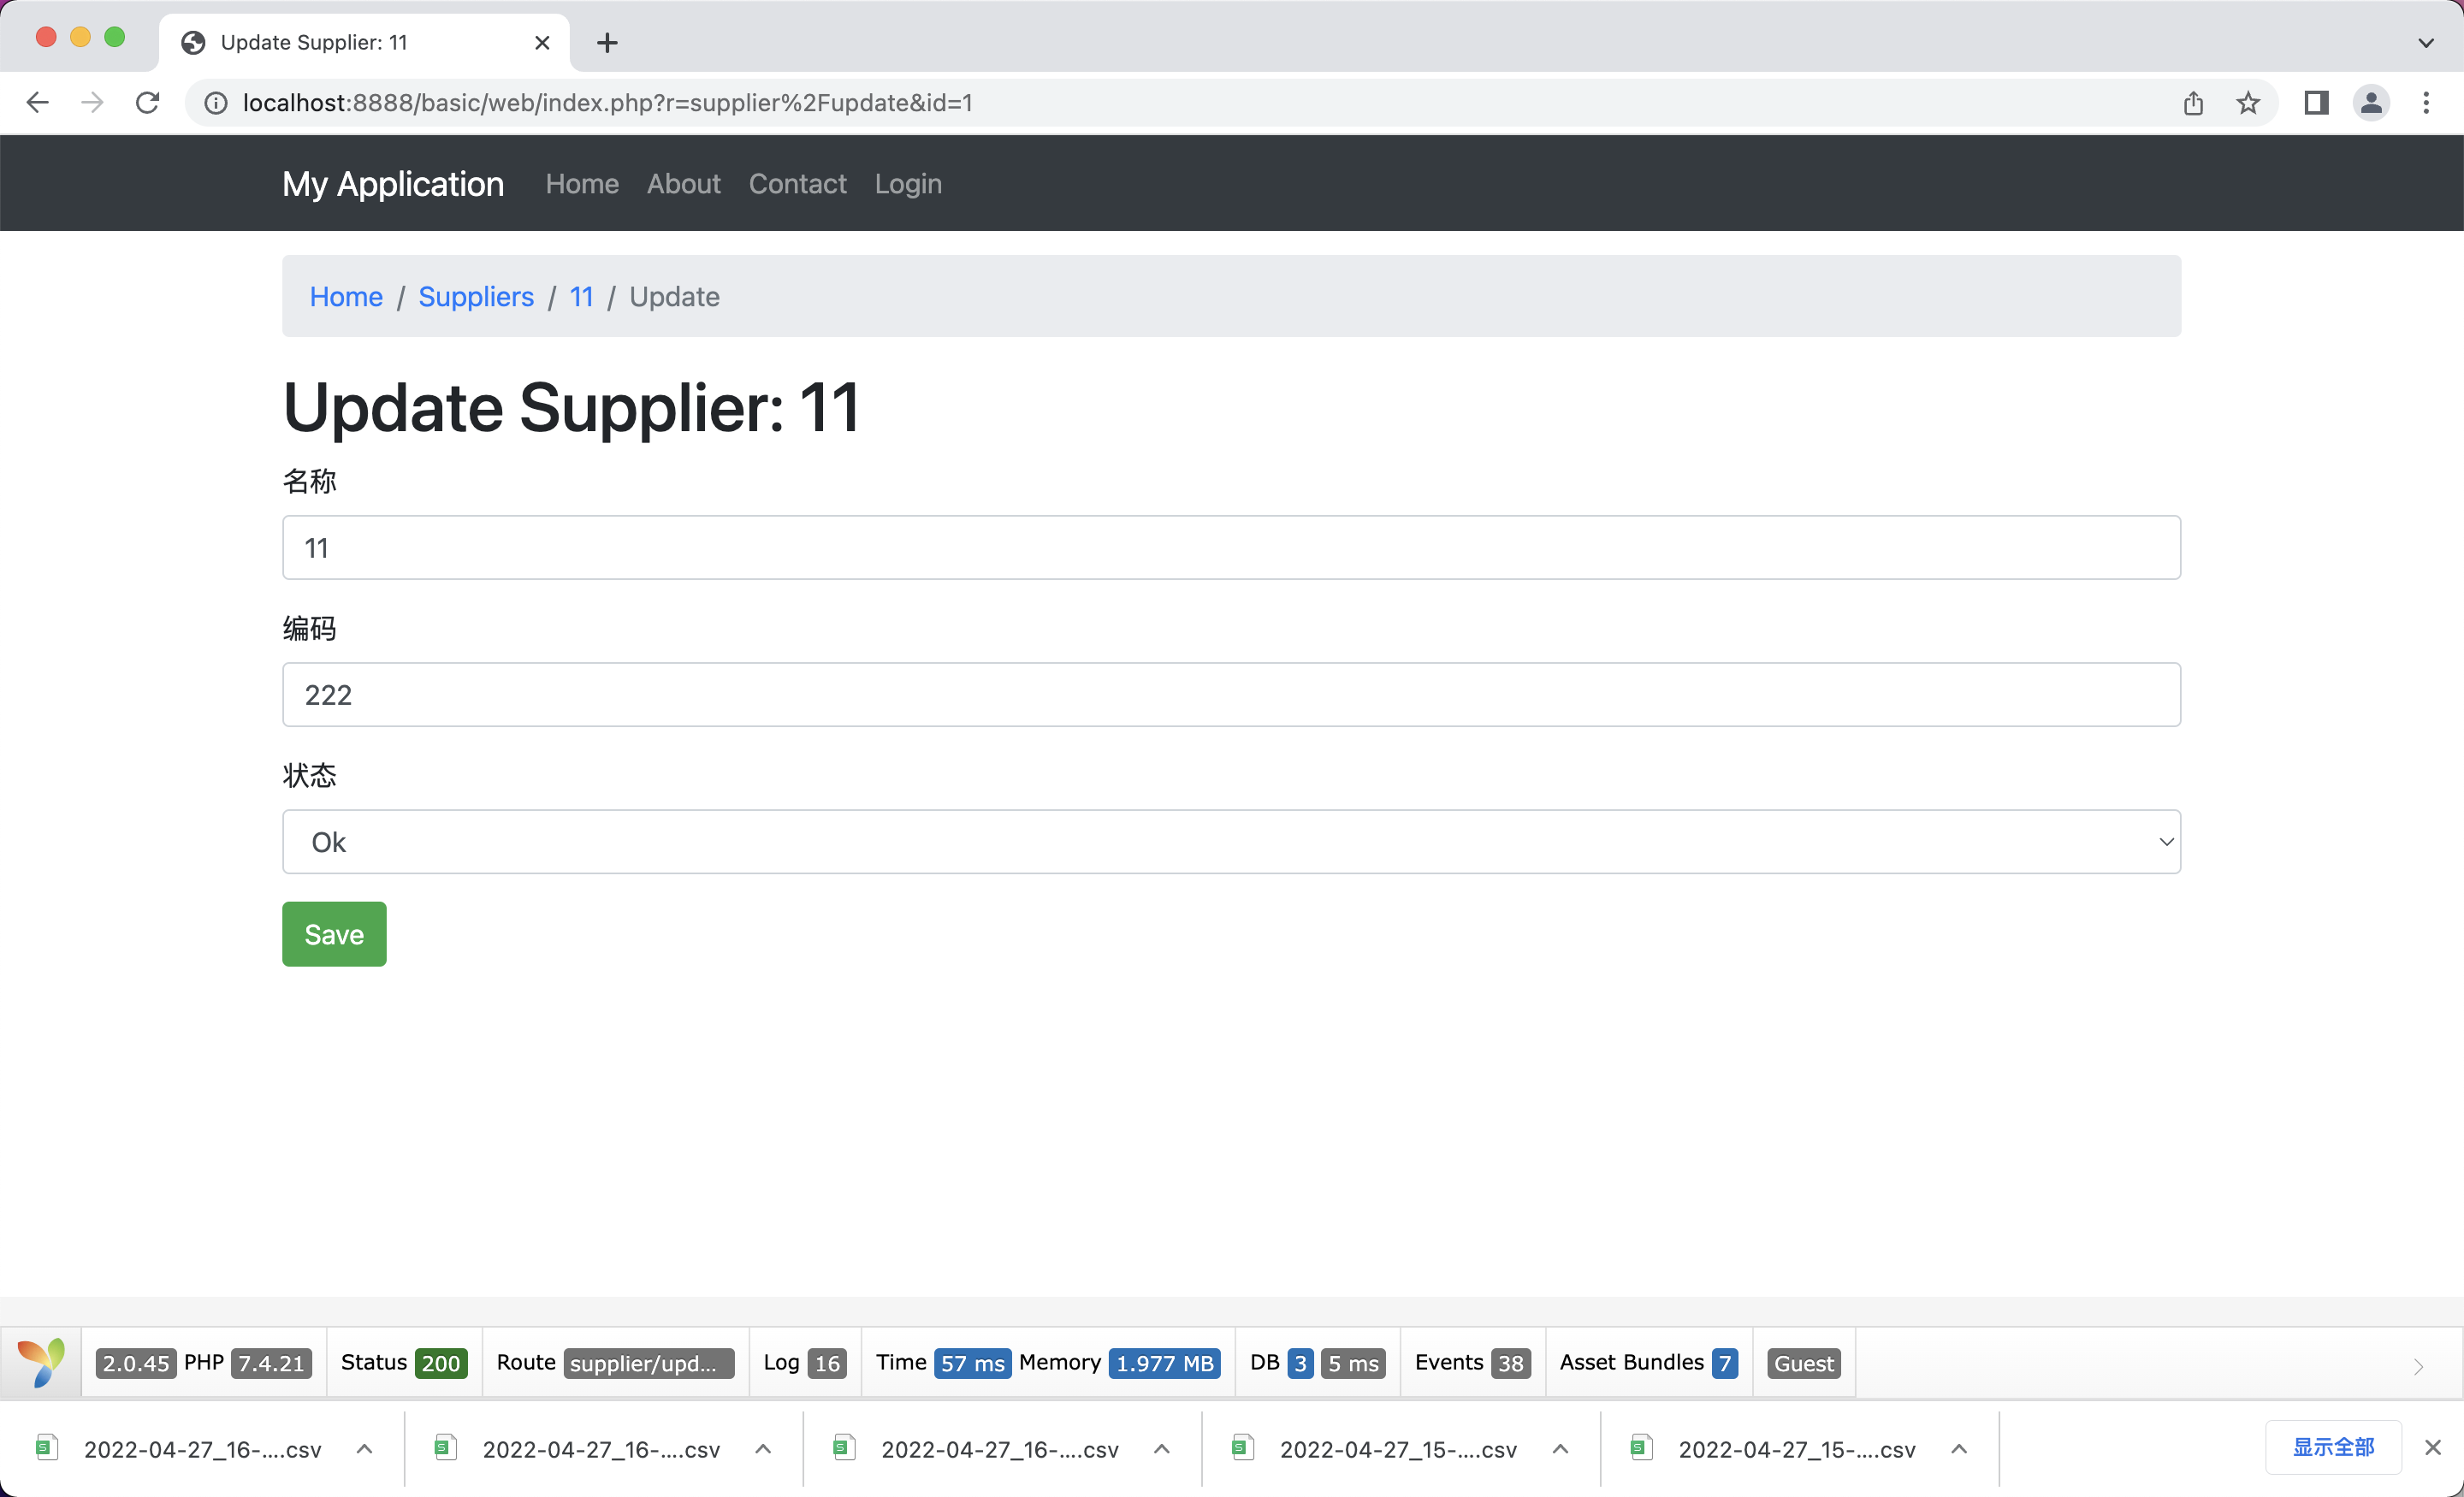 Update Supplier: 11
localhost:8888/basic/web/index.php?r=supplier%2Fupdate&id=1
My Application Home About Contact Login
Home / Suppliers / 11 / Update
Update Supplier: 11
名称
11
编码
222
状态
Ok
Save
2.0.45 PHP 7.4.21 Status 200 Route supplier/upd... Log 16 Time 57 ms Memory 1.977 MB DB 3 5 ms Events 38 Asset Bundles 7 Guest
2022-04-27_16-....csv 2022-04-27_16-....csv 2022-04-27_16-....csv 2022-04-27_15-....csv 2022-04-27_15-....csv 显示全部